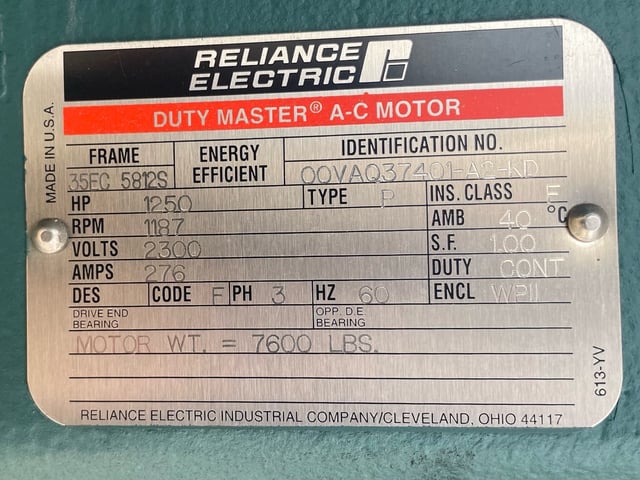 RELIANCE
ELECTRIC
DUTY MASTER® A-C MOTOR
MADE IN U.S.A.
FRAME ENERGY EFFICIENT IDENTIFICATION NO.
35EC 5812S 00VAQ37401-A2-KD
HP 1250 TYPE P INS. CLASS F
RPM 1187 AMB 40 °C
VOLTS 2300 S.F. 1.00
AMPS 276 DUTY CONT
DES CODE F PH 3 HZ 60 ENCL WPII
DRIVE END BEARING OPP. D.E. BEARING
MOTOR WT. = 7600 LBS.
613-YV
RELIANCE ELECTRIC INDUSTRIAL COMPANY/CLEVELAND, OHIO 44117